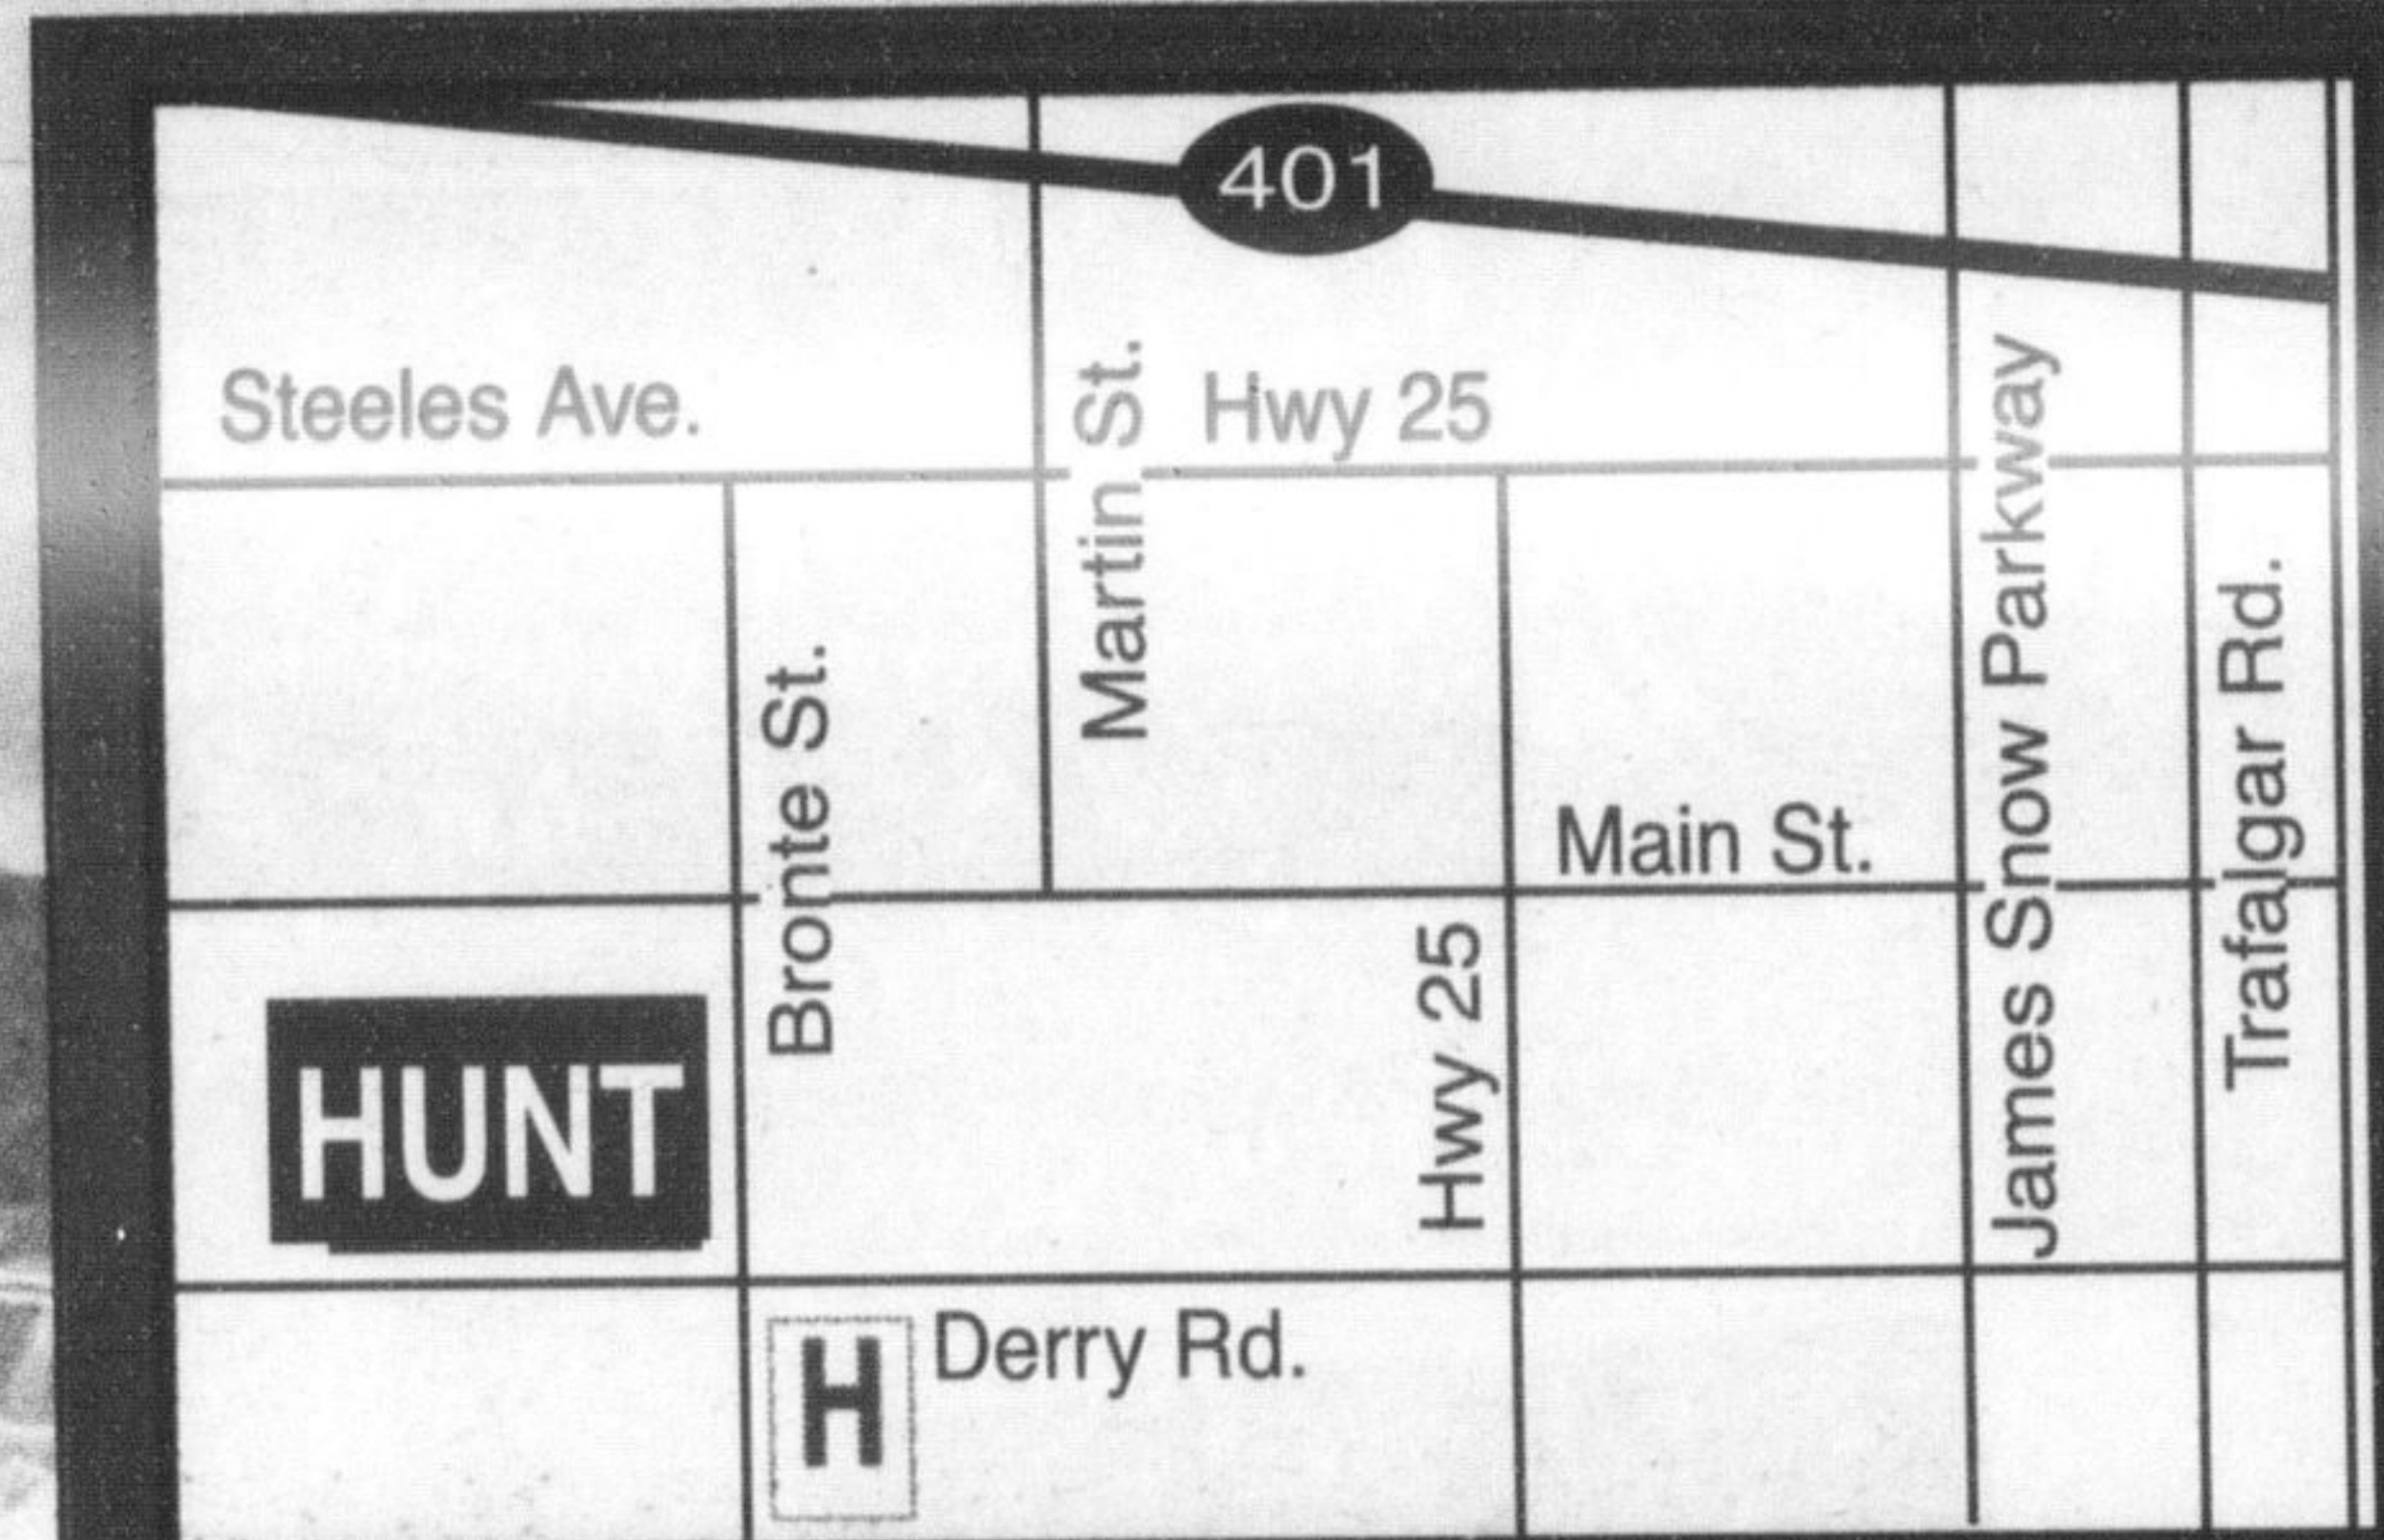 401
Steeles Ave.
Martin St.
Hwy 25
James Snow Parkway
Trafalgar Rd.
Bronte St.
Main St.
Hwy 25
HUNT
H
Derry Rd.